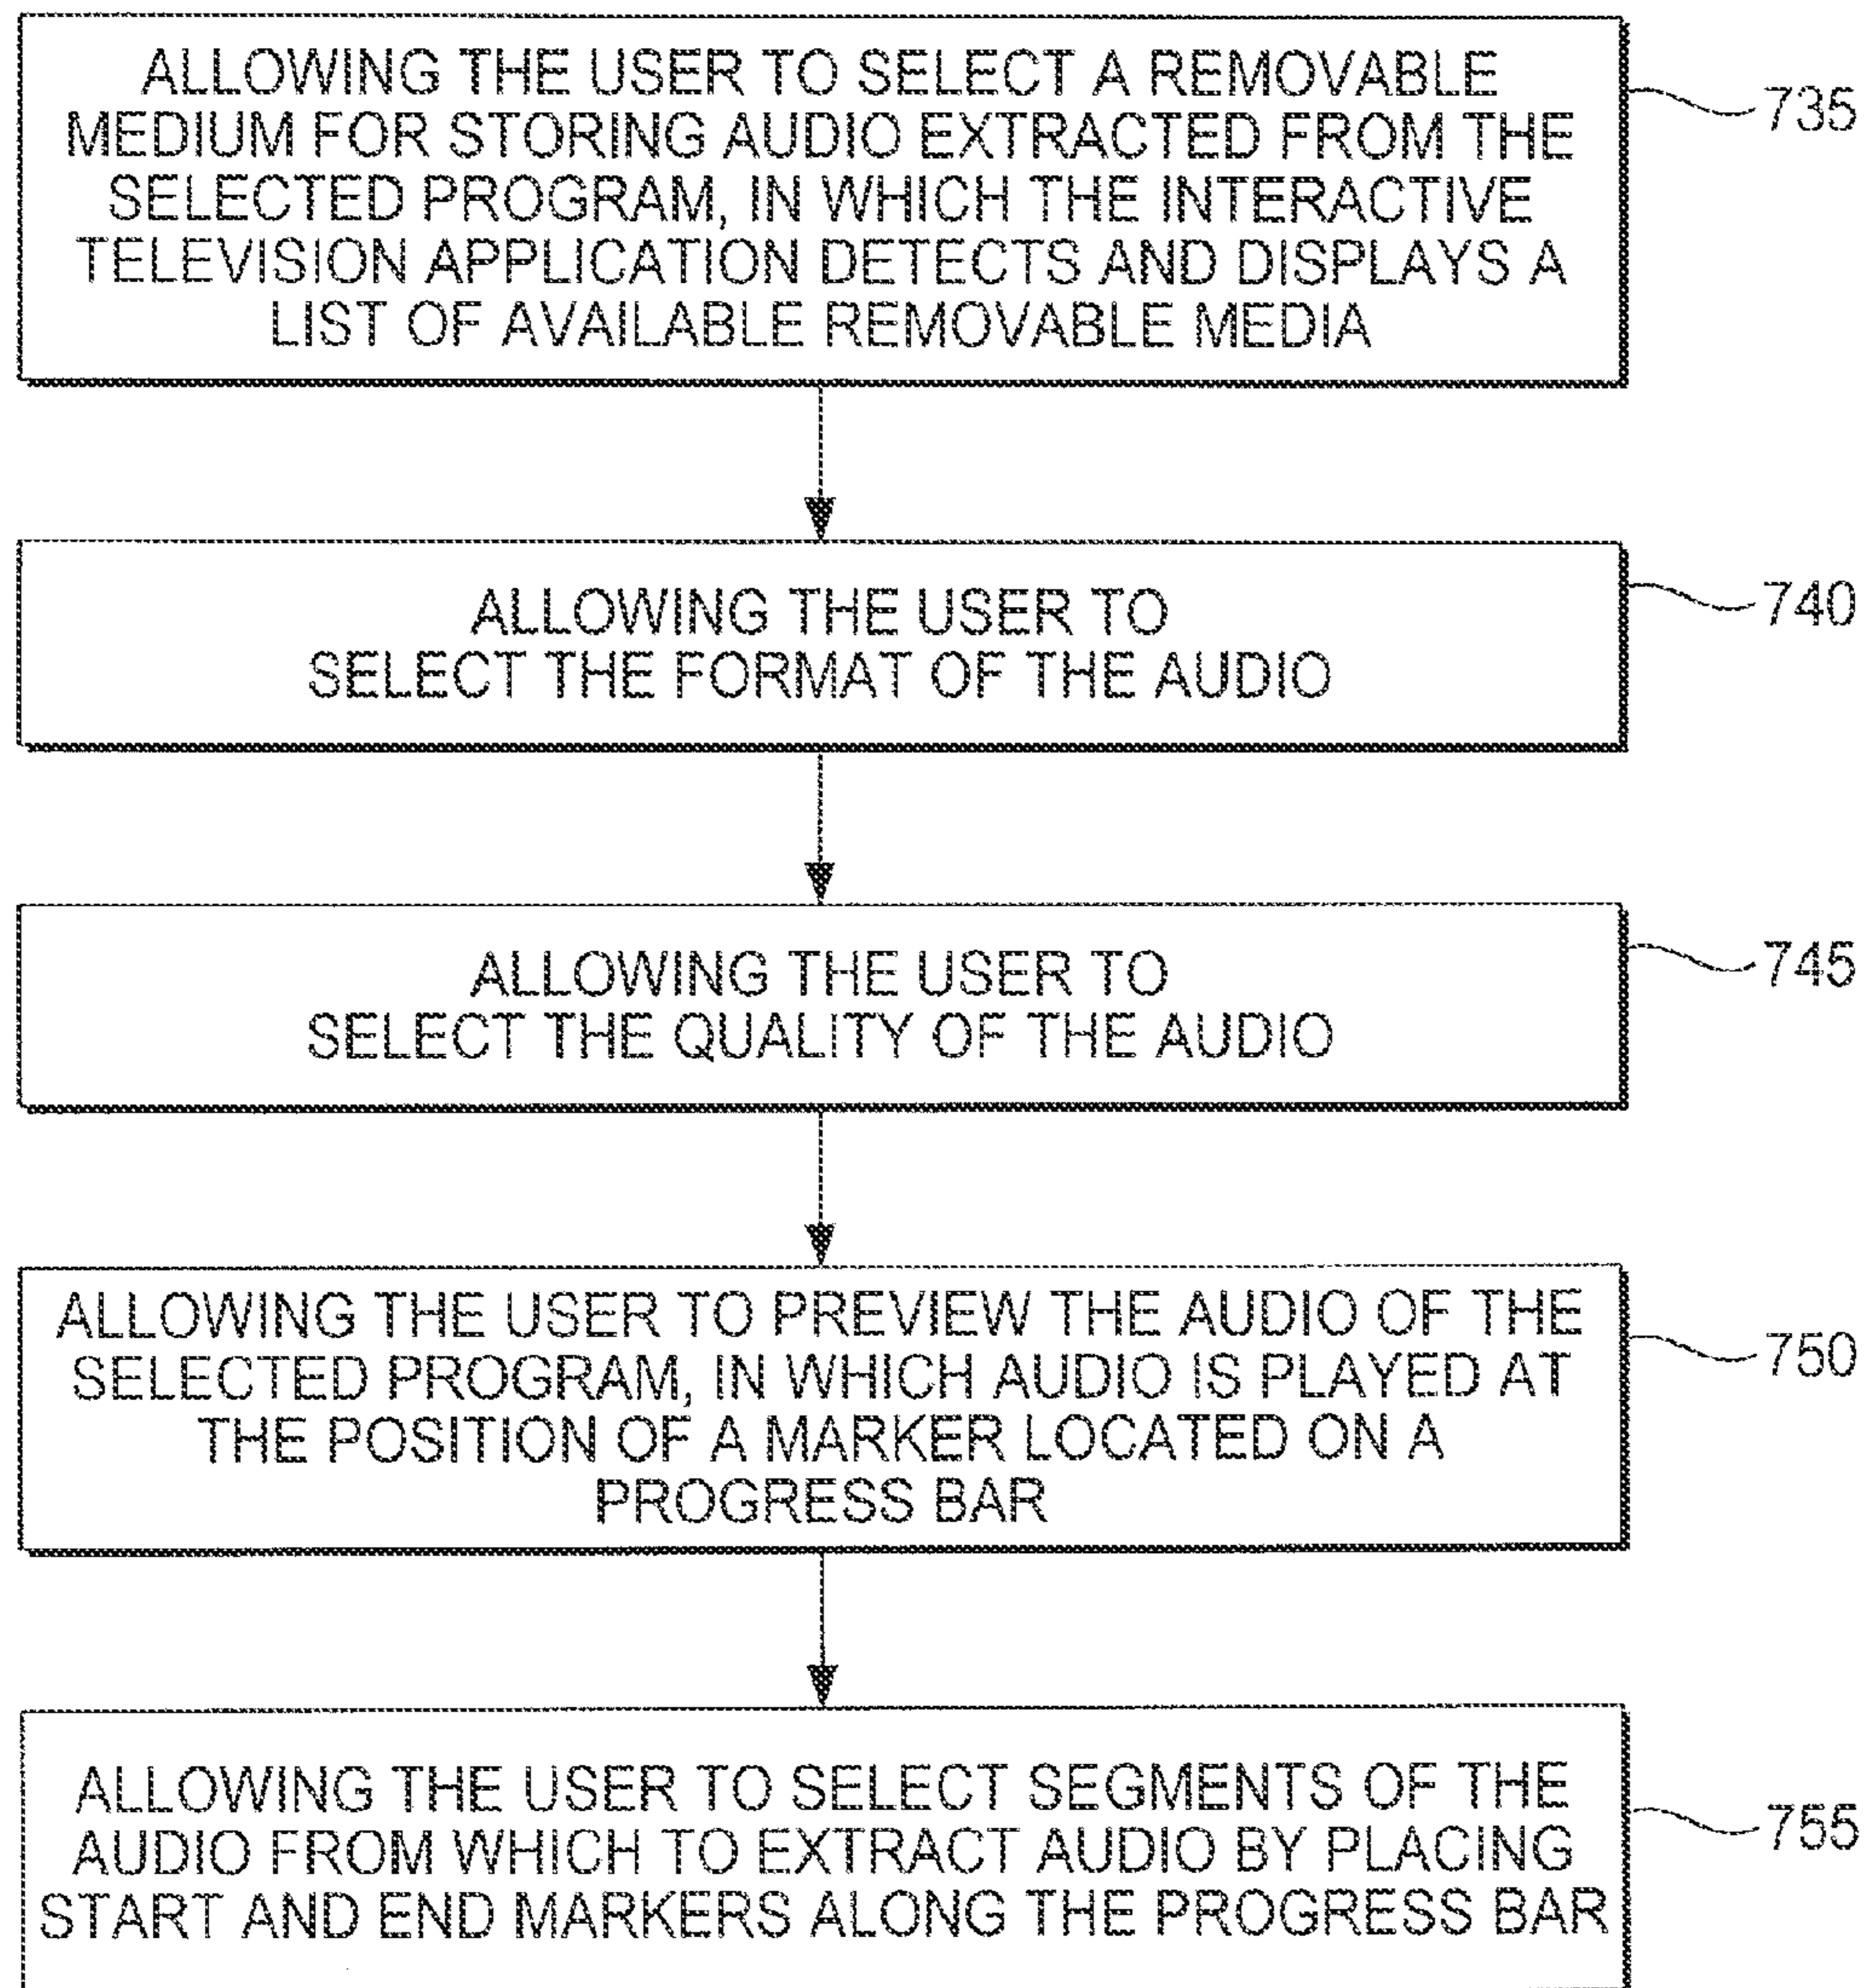 ALLOWING THE USER TO SELECT A REMOVABLE
MEDIUM FOR STORING AUDIO EXTRACTED FROM THE
SELECTED PROGRAM, IN WHICH THE INTERACTIVE
TELEVISION APPLICATION DETECTS AND DISPLAYS A
LIST OF AVAILABLE REMOVABLE MEDIA
735
ALLOWING THE USER TO
SELECT THE FORMAT OF THE AUDIO
740
ALLOWING THE USER TO
SELECT THE QUALITY OF THE AUDIO
745
ALLOWING THE USER TO PREVIEW THE AUDIO OF THE
SELECTED PROGRAM, IN WHICH AUDIO IS PLAYED AT
THE POSITION OF A MARKER LOCATED ON A
PROGRESS BAR
750
ALLOWING THE USER TO SELECT SEGMENTS OF THE
AUDIO FROM WHICH TO EXTRACT AUDIO BY PLACING
START AND END MARKERS ALONG THE PROGRESS BAR
755